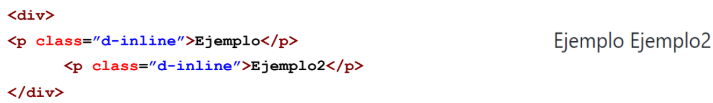 <div>
<p class=”d-inline”>Ejemplo</p>
<p class=”d-inline”>Ejemplo2</p>
</div>
Ejemplo Ejemplo2